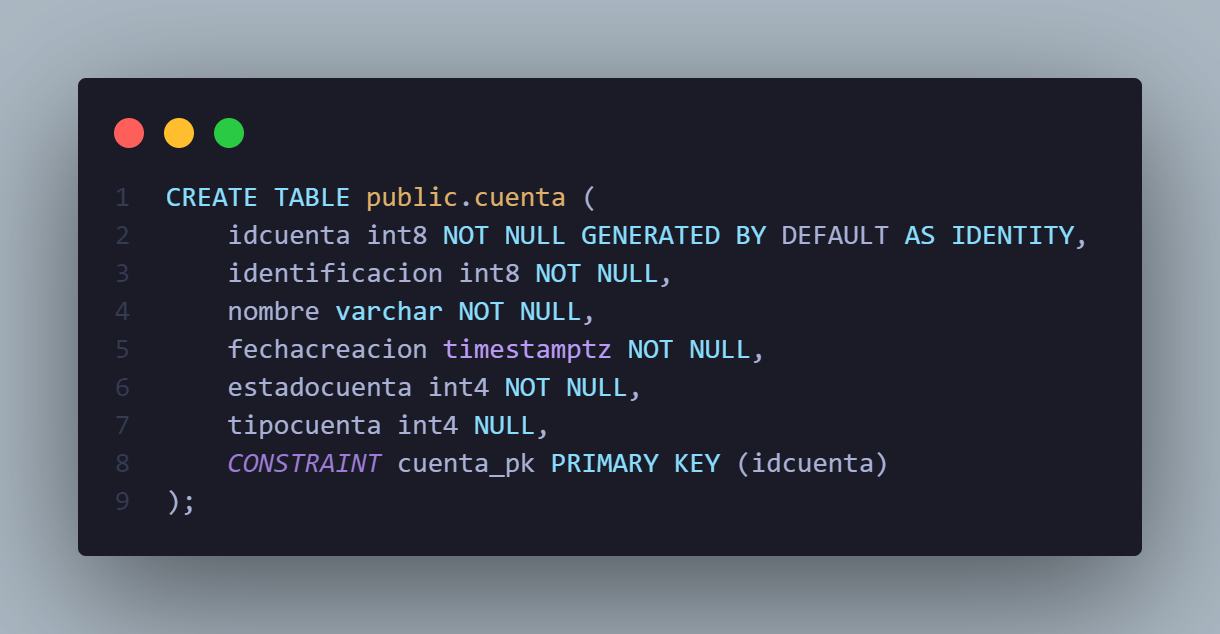 1 CREATE TABLE public.cuenta (
2     idcuenta int8 NOT NULL GENERATED BY DEFAULT AS IDENTITY,
3     identificacion int8 NOT NULL,
4     nombre varchar NOT NULL,
5     fechacreacion timestamptz NOT NULL,
6     estadocuenta int4 NOT NULL,
7     tipocuenta int4 NULL,
8     CONSTRAINT cuenta_pk PRIMARY KEY (idcuenta)
9 );